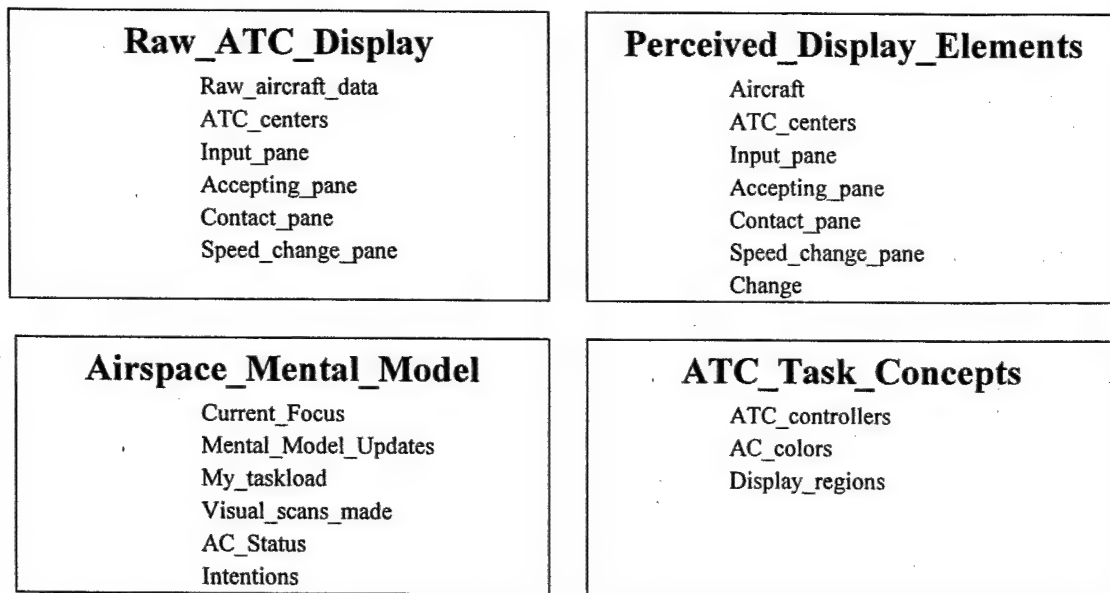 Raw_ATC_Display
Raw_aircraft_data
ATC_centers
Input_pane
Accepting_pane
Contact_pane
Speed_change_pane
Perceived_Display_Elements
Aircraft
ATC_centers
Input_pane
Accepting_pane
Contact_pane
Speed_change_pane
Change
Airspace_Mental_Model
Current_Focus
Mental_Model_Updates
My_taskload
Visual_scans_made
AC_Status
Intentions
ATC_Task_Concepts
ATC_controllers
AC_colors
Display_regions